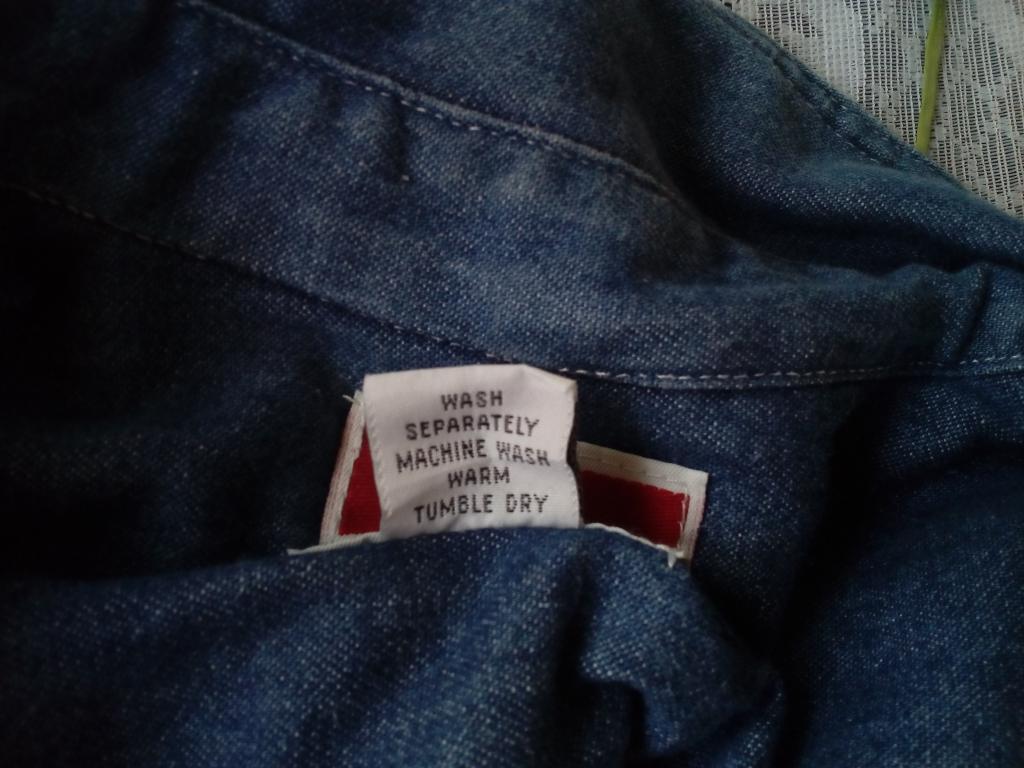 WASH
SEPARATELY
MACHINE WASH
WARM
TUMBLE DRY